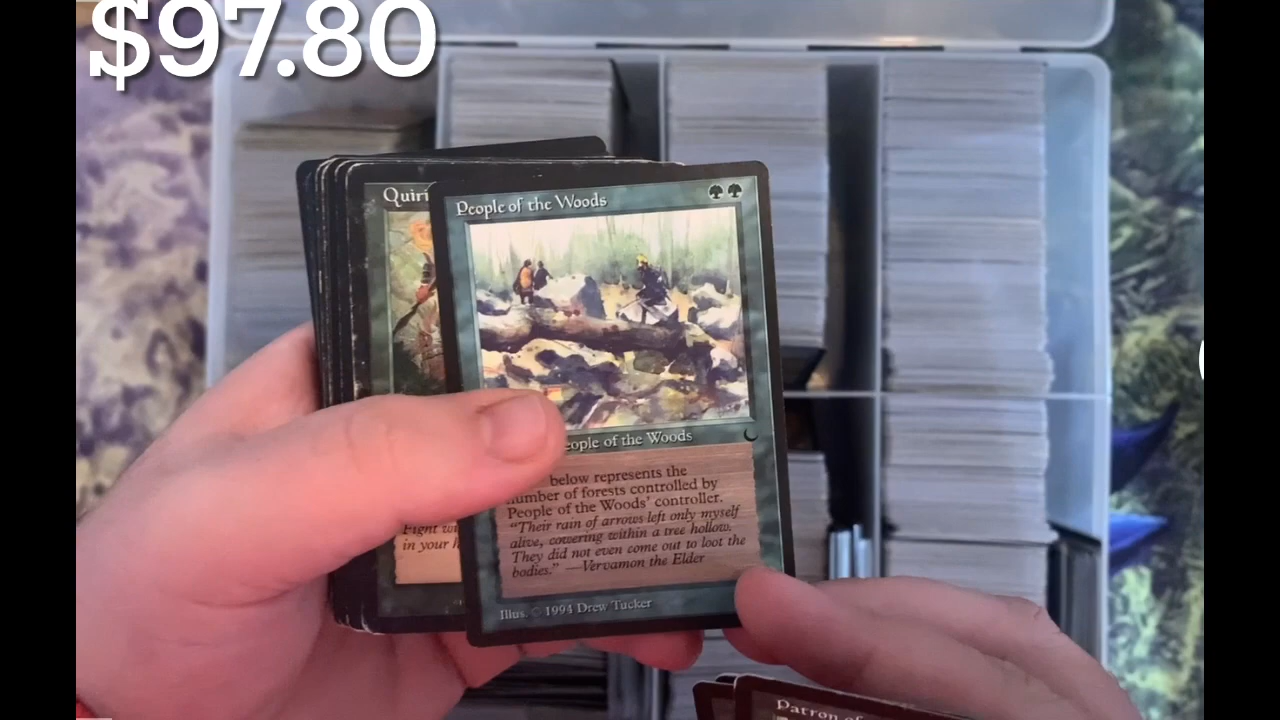 $97.80
Quiri
People of the Woods
eople of the Woods
below represents the
number of forests controlled by
People of the Woods' controller.
"Their rain of arrows left only myself
alive, cowering within a tree hollow.
They did not even come out to loot the
bodies." —Vervamon the Elder
Illus. © 1994 Drew Tucker
Fight wi
in your h
Patron of